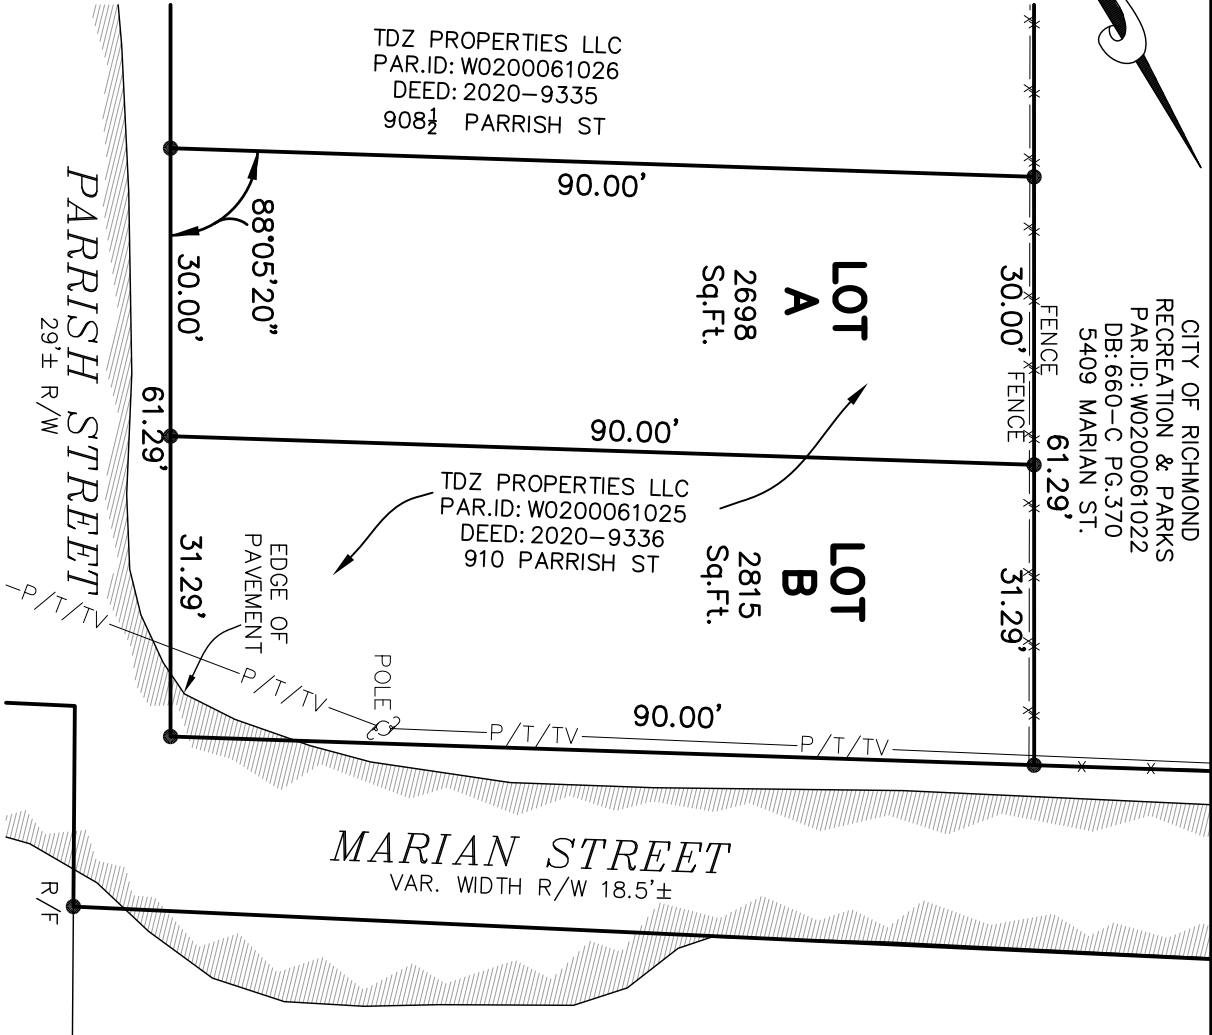 TDZ PROPERTIES LLC
PAR.ID: W0200061026
DEED: 2020-9335
908½ PARRISH ST
90.00'
88°05'20"
30.00'
61.29'
31.29'
PARRISH STREET
29'± R/W
LOT
A
2698
Sq.Ft.
30.00'
FENCE
FENCE
61.29'
31.29'
CITY OF RICHMOND
RECREATION & PARKS
PAR.ID: W0200061022
DB: 660-C PG.370
5409 MARIAN ST.
90.00'
TDZ PROPERTIES LLC
PAR.ID: W0200061025
DEED: 2020-9336
910 PARRISH ST
LOT
B
2815
Sq.Ft.
EDGE OF
PAVEMENT
POLE
-P/T/TV
P/T/TV
P/T/TV
P/T/TV
90.00'
MARIAN STREET
VAR. WIDTH R/W 18.5'±
R/F